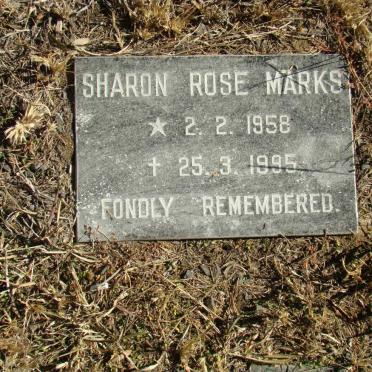 SHARON ROSE MARKS
★ 2. 2. 1958
✝ 25. 3. 1995
FONDLY REMEMBERED.